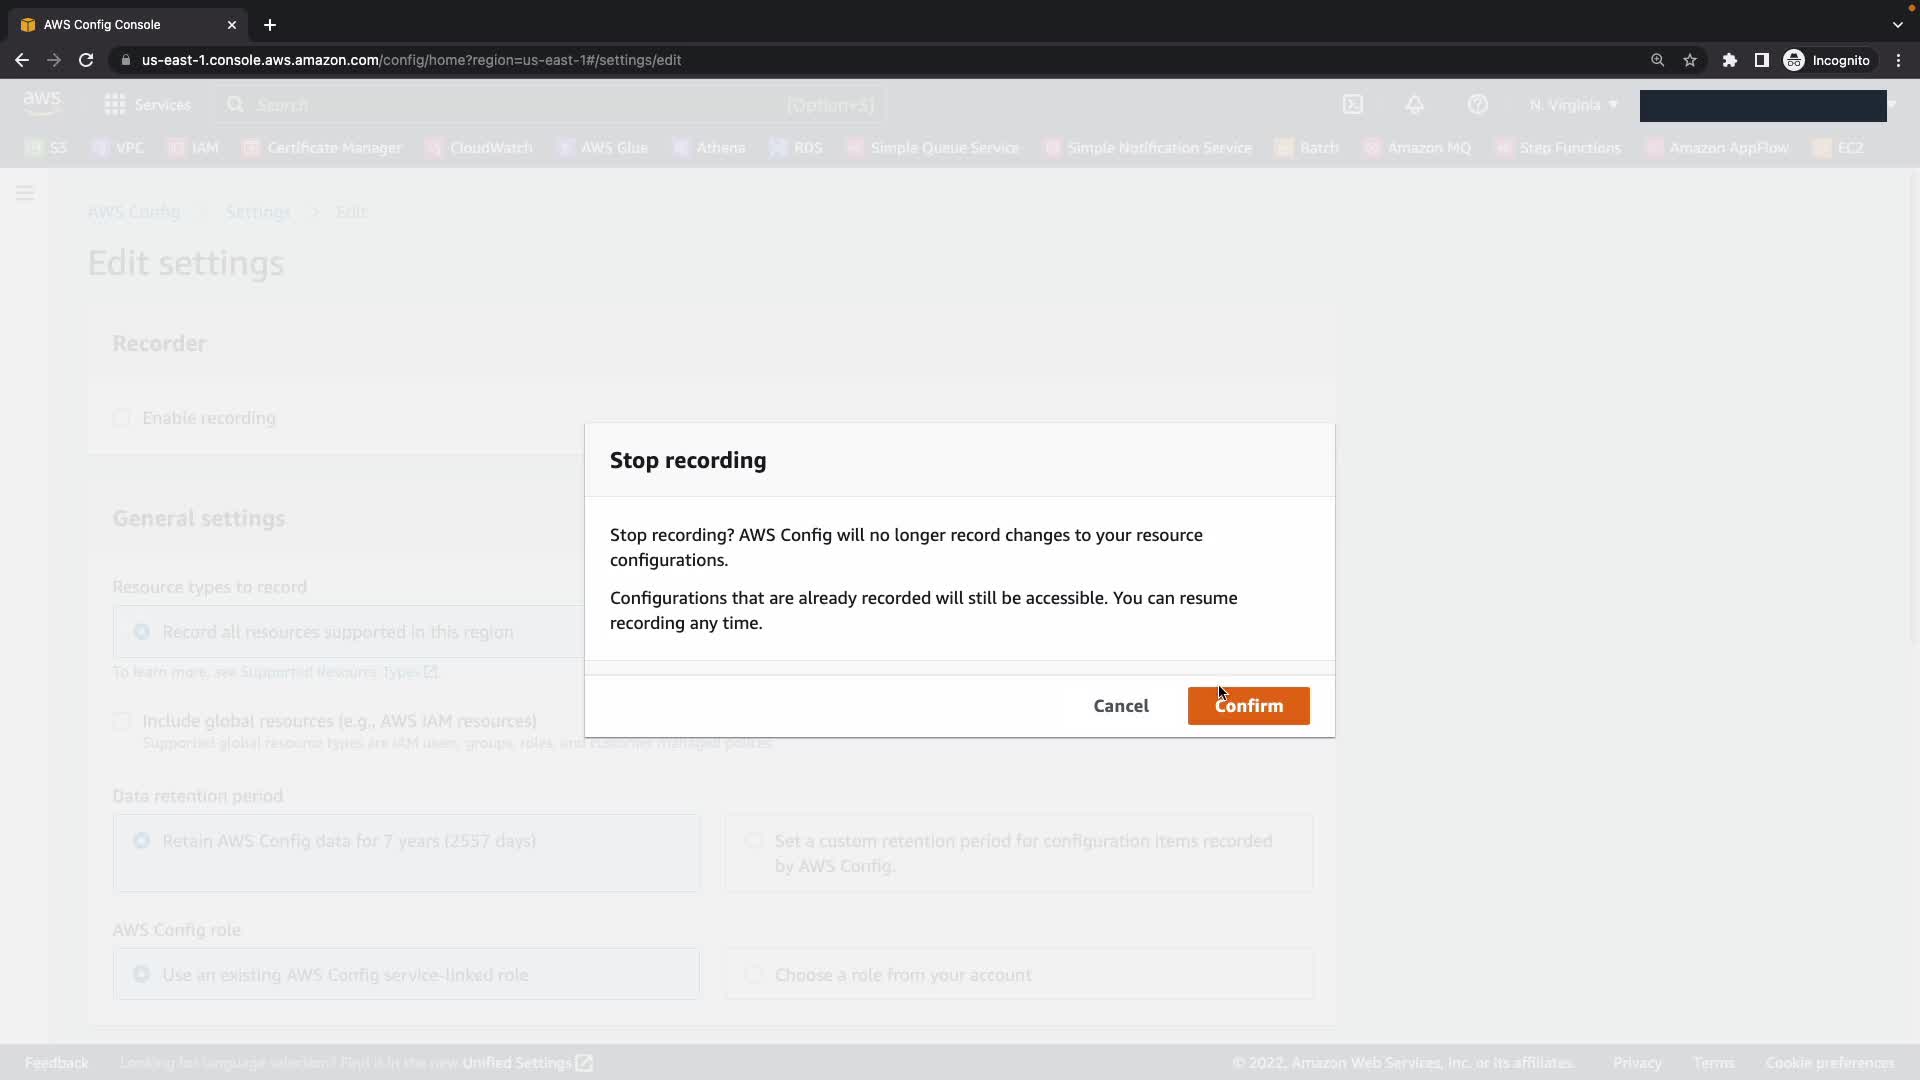 AWS Config Console
us-east-1.console.aws.amazon.com/config/home?region=us-east-1#/settings/edit
Incognito
aws
Services
Search
[Option+S]
N. Virginia
S3
VPC
IAM
Certificate Manager
CloudWatch
AWS Glue
Athena
RDS
Simple Queue Service
Simple Notification Service
Batch
Amazon MQ
Step Functions
Amazon AppFlow
EC2
AWS Config > Settings > Edit
Edit settings
Recorder
Enable recording
General settings
Resource types to record
Record all resources supported in this region
To learn more, see Supported Resource Types
Include global resources (e.g., AWS IAM resources)
Supported global resource types are IAM users, groups, roles, and customer managed polices
Data retention period
Retain AWS Config data for 7 years (2557 days)
Set a custom retention period for configuration items recorded
by AWS Config.
AWS Config role
Use an existing AWS Config service-linked role
Choose a role from your account
Stop recording
Stop recording? AWS Config will no longer record changes to your resource
configurations.
Configurations that are already recorded will still be accessible. You can resume
recording any time.
Cancel
Confirm
Feedback
Looking for language selection? Find it in the new Unified Settings
© 2022, Amazon Web Services, Inc. or its affiliates.
Privacy
Terms
Cookie preferences